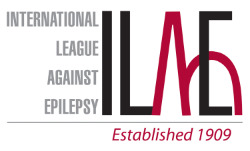 INTERNATIONAL
LEAGUE
AGAINST
EPILEPSY
ILAE
Established 1909